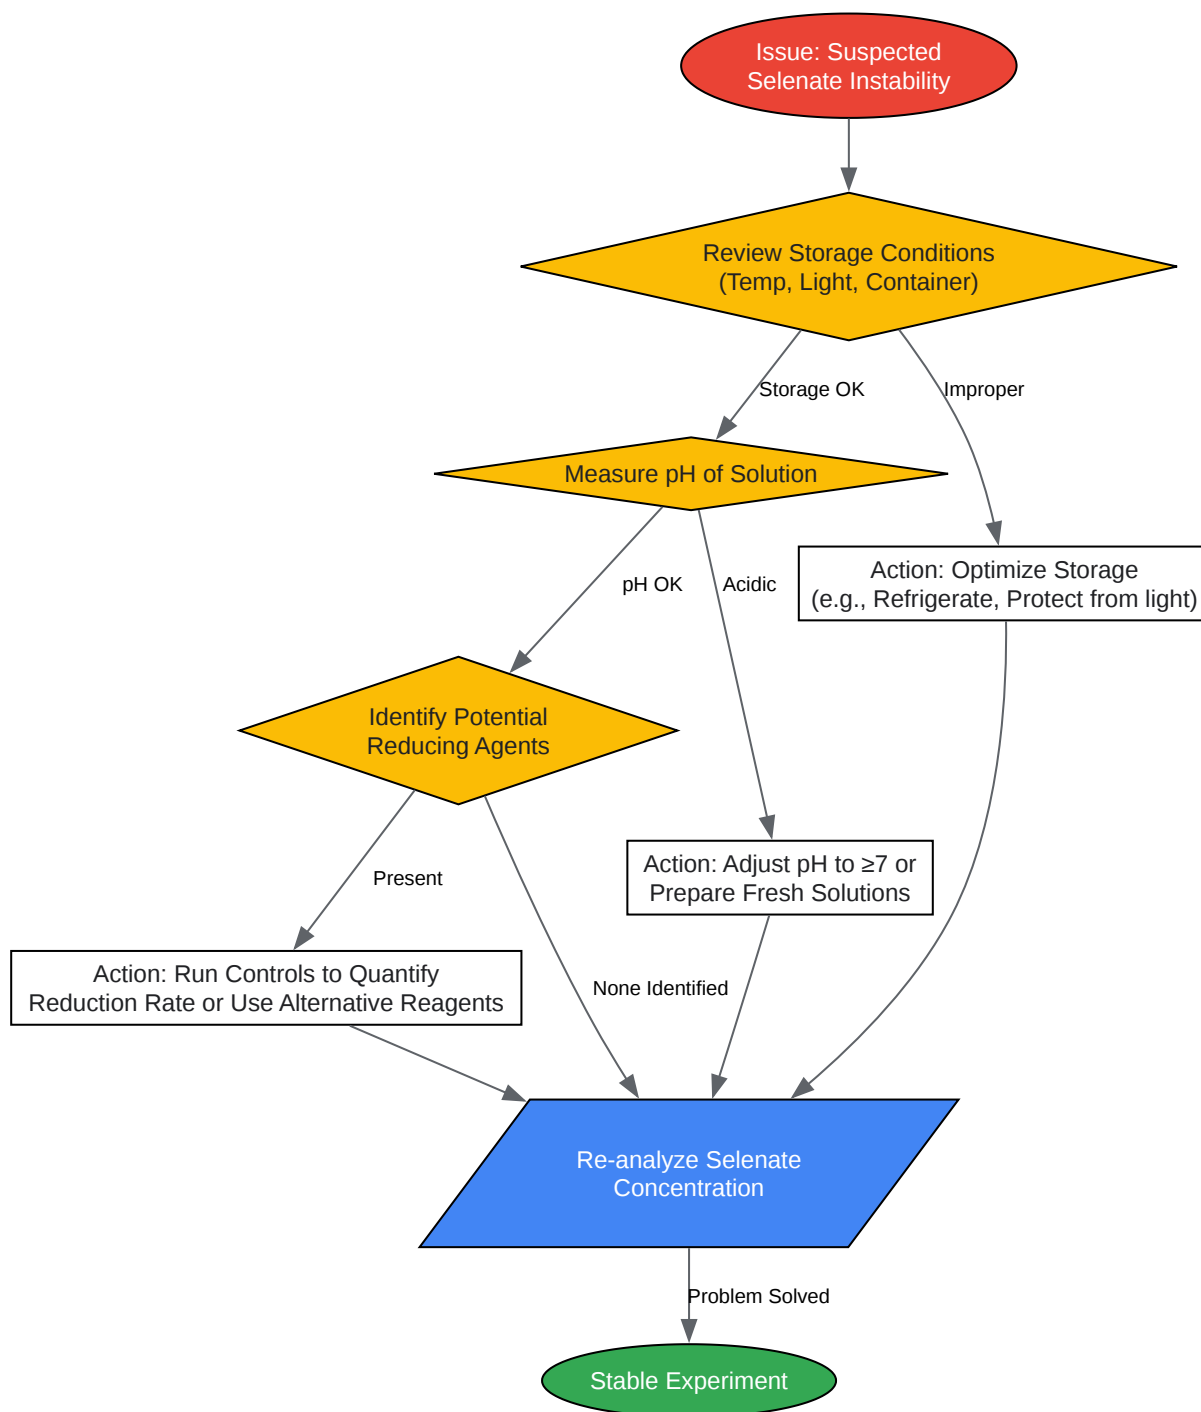 Issue: Suspected
Selenate Instability
Review Storage Conditions
(Temp, Light, Container)
Storage OK
Improper
Measure pH of Solution
Action: Optimize Storage
(e.g., Refrigerate, Protect from light)
pH OK
Acidic
Identify Potential
Reducing Agents
Action: Adjust pH to ≥7 or
Prepare Fresh Solutions
Present
Action: Run Controls to Quantify
Reduction Rate or Use Alternative Reagents
None Identified
Re-analyze Selenate
Concentration
Problem Solved
Stable Experiment